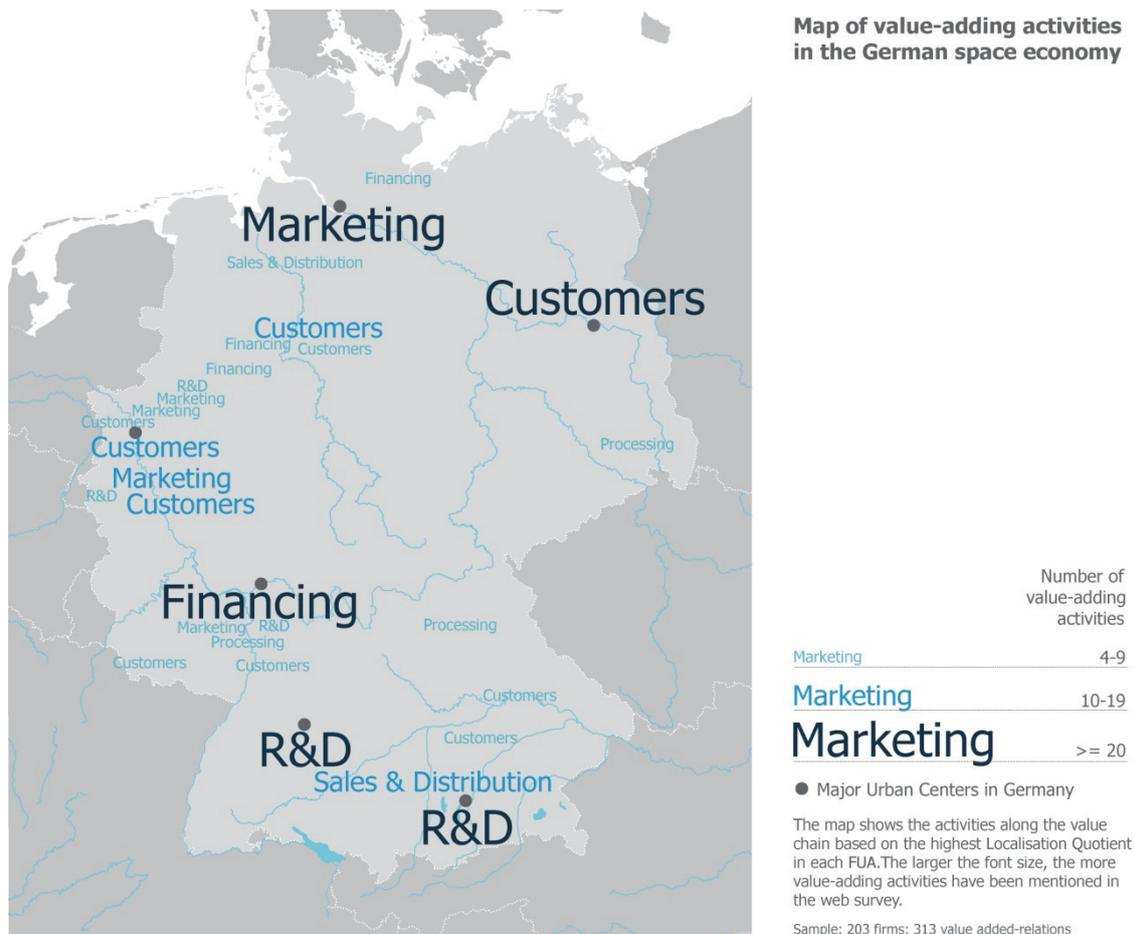 Map of value-adding activities
in the German space economy
Financing
Marketing
Sales & Distribution
Customers
Customers
Financing
Customers
Financing
R&D
Marketing
Marketing
Customers
Customers
Processing
Marketing
R&D
Customers
Financing
Marketing
R&D
Processing
Processing
Customers
Customers
Customers
Customers
R&D
Sales & Distribution
R&D
Number of
value-adding
activities
Marketing 4-9
Marketing 10-19
Marketing >= 20
Major Urban Centers in Germany
The map shows the activities along the value
chain based on the highest Localisation Quotient
in each FUA.The larger the font size, the more
value-adding activities have been mentioned in
the web survey.
Sample: 203 firms; 313 value added-relations